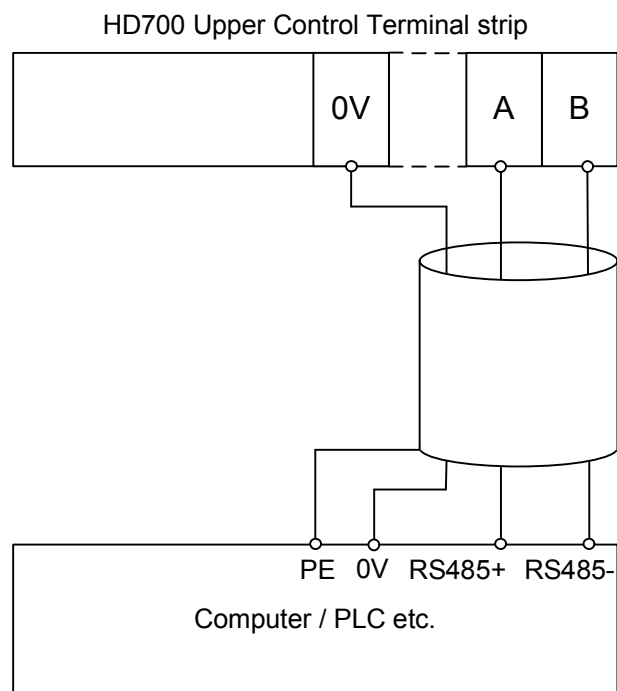 HD700 Upper Control Terminal strip
0V A B
PE 0V RS485+ RS485-
Computer / PLC etc.